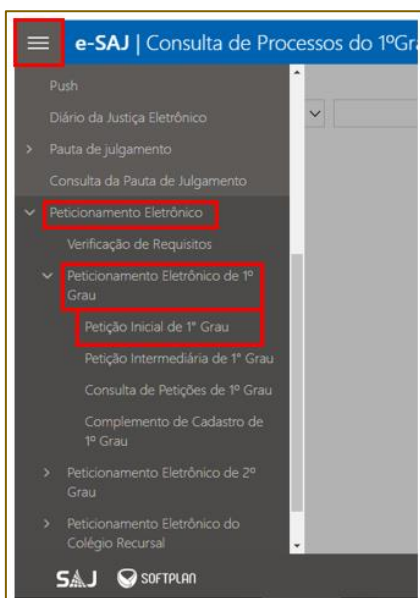 e-SAJ | Consulta de Processos do 1ºGr
Push
Diário da Justiça Eletrônico
Pauta de julgamento
Consulta da Pauta de Julgamento
Peticionamento Eletrônico
Verificação de Requisitos
Peticionamento Eletrônico de 1º
Grau
Petição Inicial de 1º Grau
Petição Intermediária de 1º Grau
Consulta de Petições de 1º Grau
Complemento de Cadastro de
1º Grau
Peticionamento Eletrônico de 2º
Grau
Peticionamento Eletrônico do
Colégio Recursal
SAJ SOFTPLAN